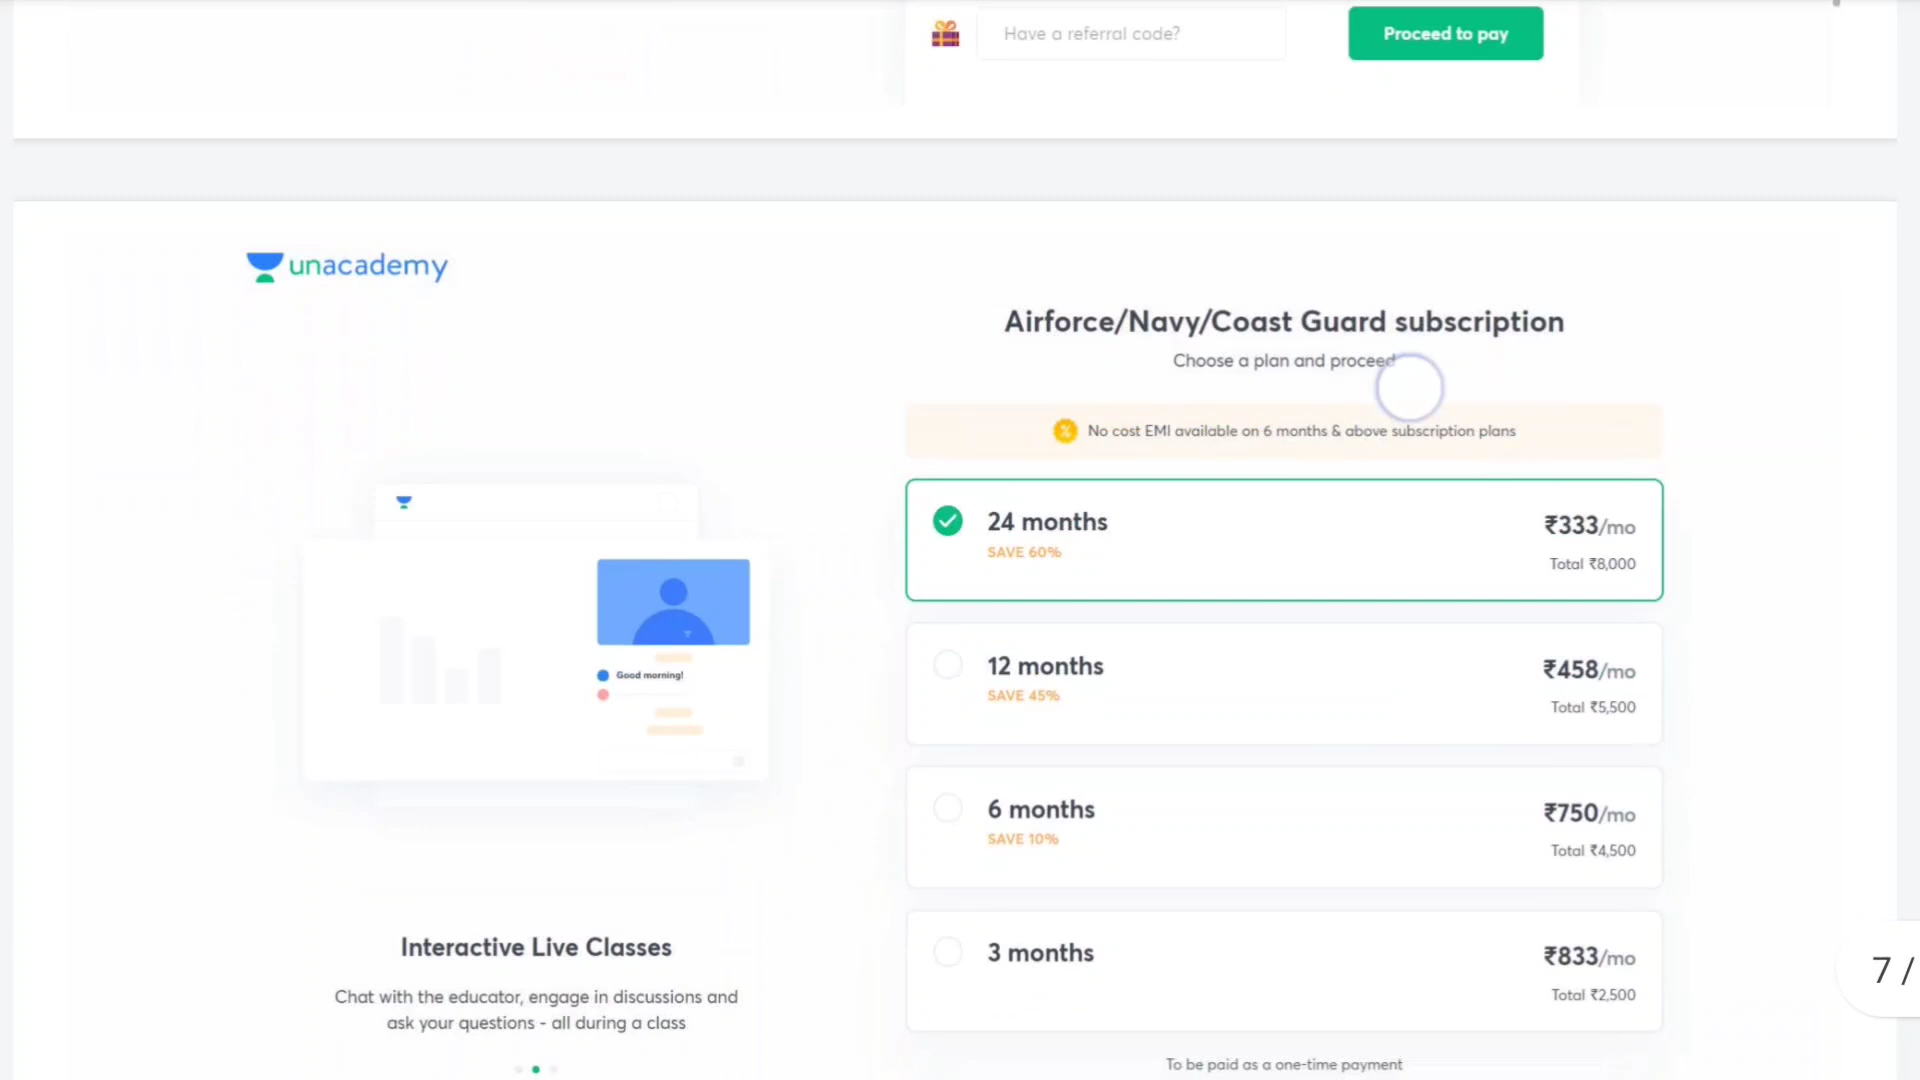 Have a referral code?
Proceed to pay
unacademy
Airforce/Navy/Coast Guard subscription
Choose a plan and proceed
No cost EMI available on 6 months & above subscription plans
24 months
₹333/mo
SAVE 60%
Total ₹8,000
12 months
₹458/mo
SAVE 45%
Total ₹5,500
6 months
₹750/mo
SAVE 10%
Total ₹4,500
3 months
₹833/mo
Total ₹2,500
To be paid as a one-time payment
Good morning!
Interactive Live Classes
Chat with the educator, engage in discussions and
ask your questions - all during a class
7 /